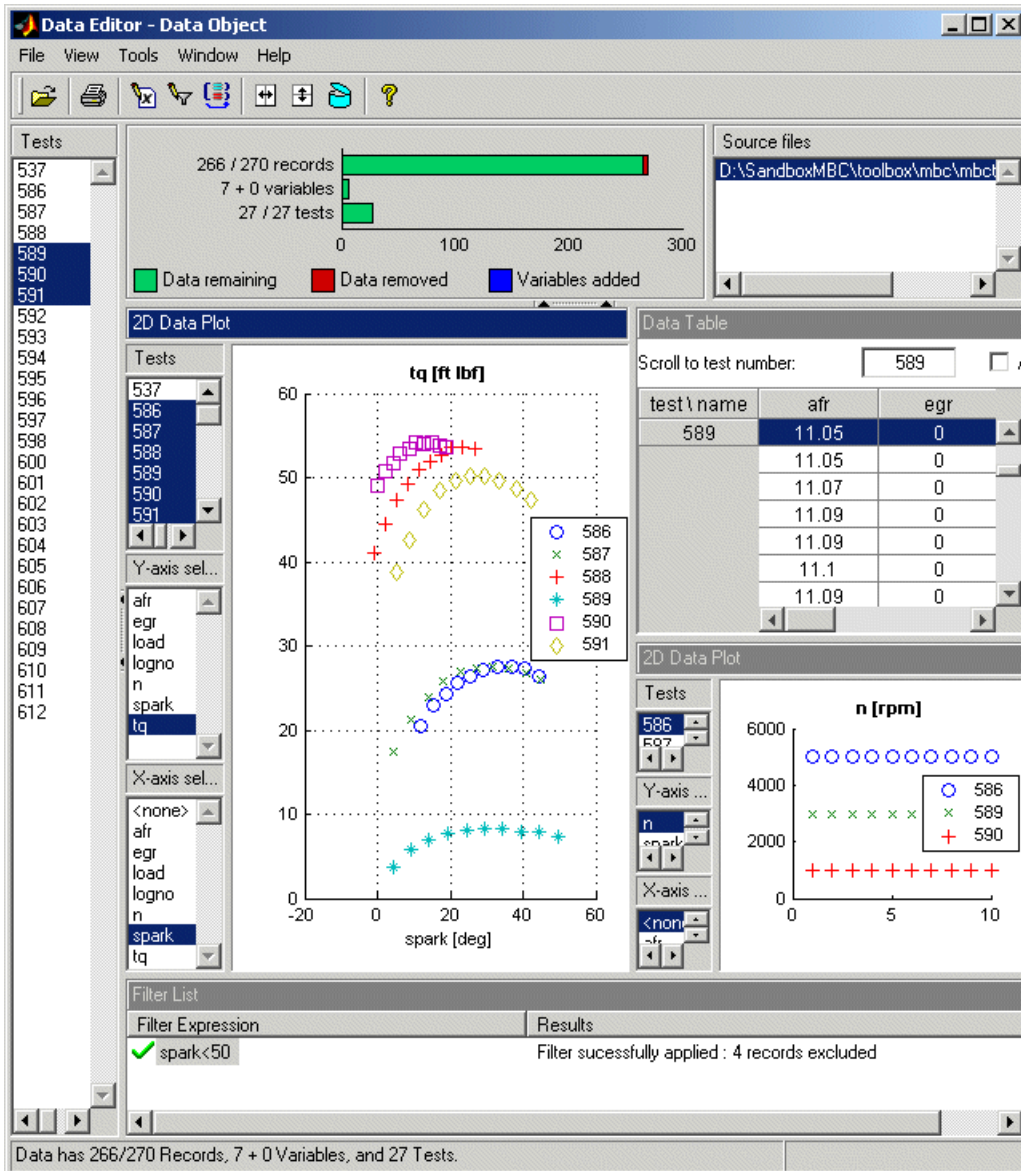 Data Editor - Data Object
File View Tools Window Help
Tests
537
586
587
588
589
590
591
592
593
594
595
596
597
598
600
601
602
603
604
605
606
607
608
609
610
611
612
266 / 270 records
7 + 0 variables
27 / 27 tests
0 100 200 300
Data remaining Data removed Variables added
Source files
D:\SandboxMBC\toolbox\mbc\mbct
2D Data Plot
Tests
537
586
587
588
589
590
591
Y-axis sel...
afr
egr
load
logno
n
spark
tq
X-axis sel...
<none>
afr
egr
load
logno
n
spark
tq
tq [ft lbf]
60
50
40
30
20
10
0
-20 0 20 40 60
spark [deg]
586
587
588
589
590
591
Data Table
Scroll to test number: 589
test \ name afr egr
589 11.05 0
11.05 0
11.07 0
11.09 0
11.09 0
11.1 0
11.09 0
2D Data Plot
Tests
586
587
Y-axis ...
n
spark
X-axis ...
<none
afr
n [rpm]
6000
4000
2000
0
0 5 10
586
589
590
Filter List
Filter Expression Results
spark<50 Filter sucessfully applied : 4 records excluded
Data has 266/270 Records, 7 + 0 Variables, and 27 Tests.